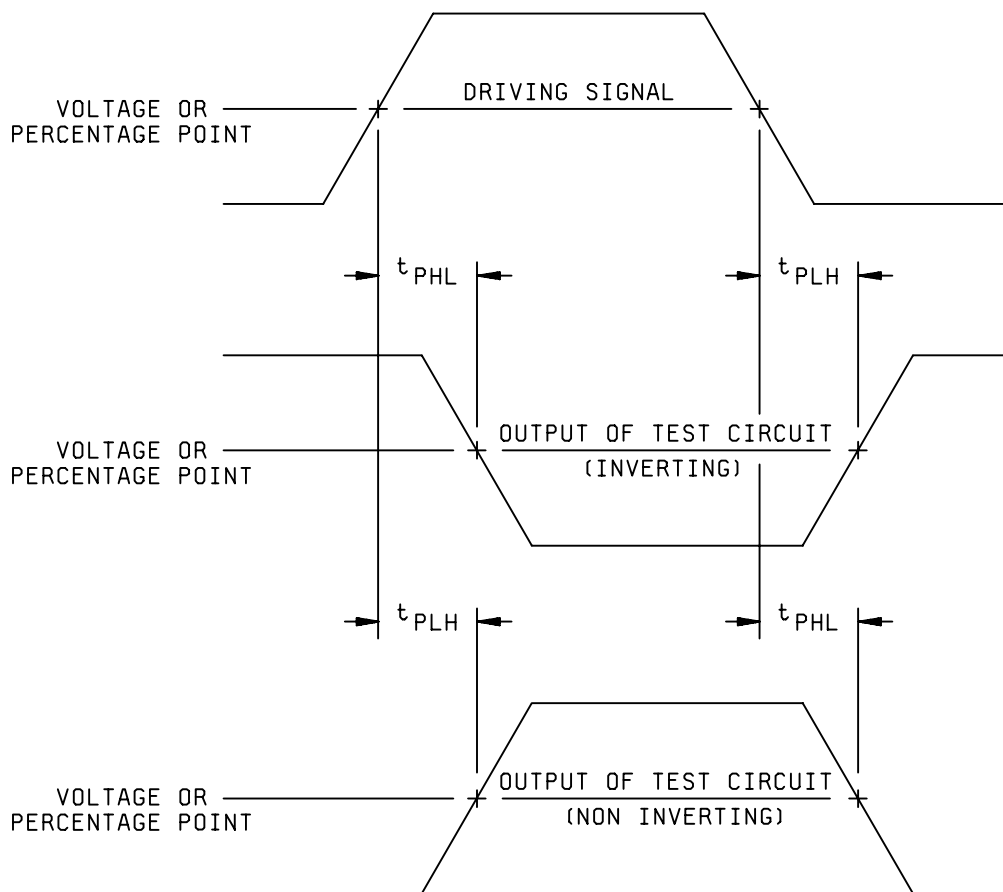 DRIVING SIGNAL
VOLTAGE OR
PERCENTAGE POINT
tPHL
tPLH
OUTPUT OF TEST CIRCUIT
VOLTAGE OR
(INVERTING)
PERCENTAGE POINT
tPLH
tPHL
OUTPUT OF TEST CIRCUIT
VOLTAGE OR
(NON INVERTING)
PERCENTAGE POINT